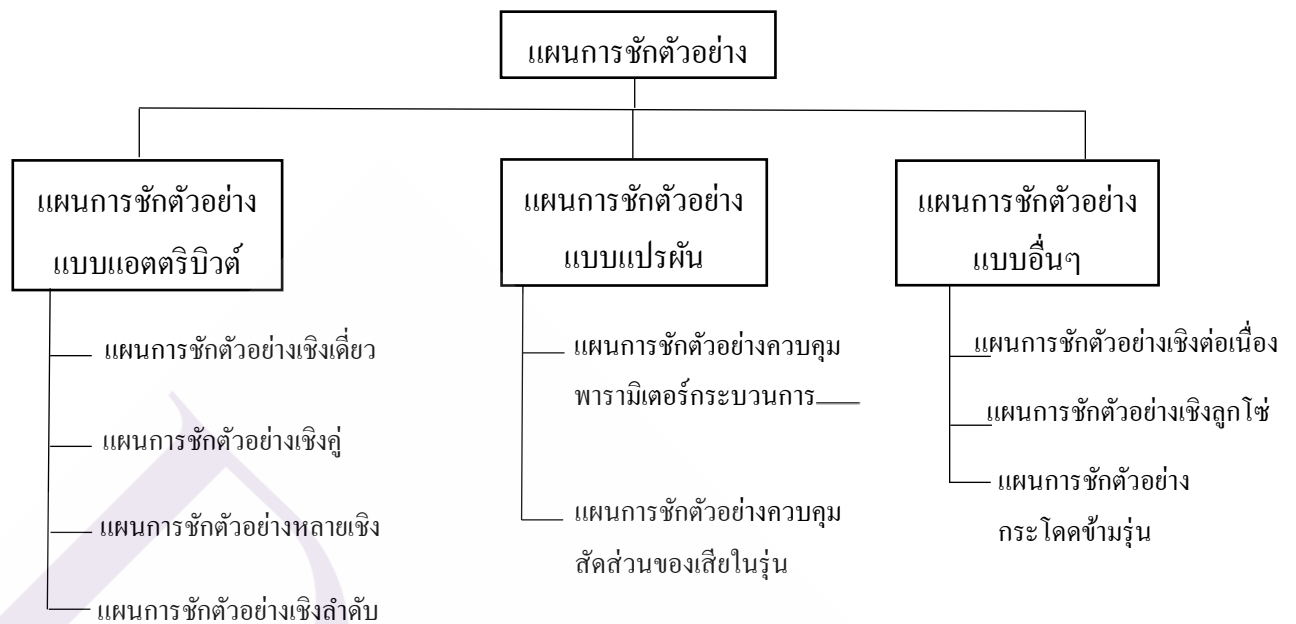 แผนการชักตัวอย่าง
แผนการชักตัวอย่าง
แบบแอตตริบิวต์
แผนการชักตัวอย่างเชิงเดี่ยว
แผนการชักตัวอย่างเชิงคู่
แผนการชักตัวอย่างหลายเชิง
แผนการชักตัวอย่างเชิงลำดับ
แผนการชักตัวอย่าง
แบบแปรผัน
แผนการชักตัวอย่างควบคุม
พารามิเตอร์กระบวนการ
แผนการชักตัวอย่างควบคุม
สัดส่วนของเสียในรุ่น
แผนการชักตัวอย่าง
แบบอื่นๆ
แผนการชักตัวอย่างเชิงต่อเนื่อง
แผนการชักตัวอย่างเชิงลูกโซ่
แผนการชักตัวอย่าง
กระโดดข้ามรุ่น